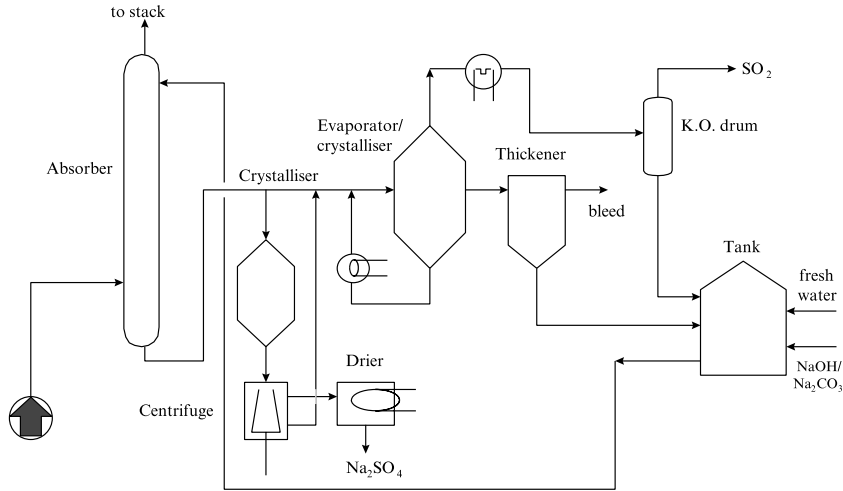 to stack
SO2
Evaporator/
crystalliser
K.O. drum
Thickener
Absorber
Crystalliser
bleed
Tank
fresh
water
Drier
NaOH/
Na2CO3
Centrifuge
Na2SO4